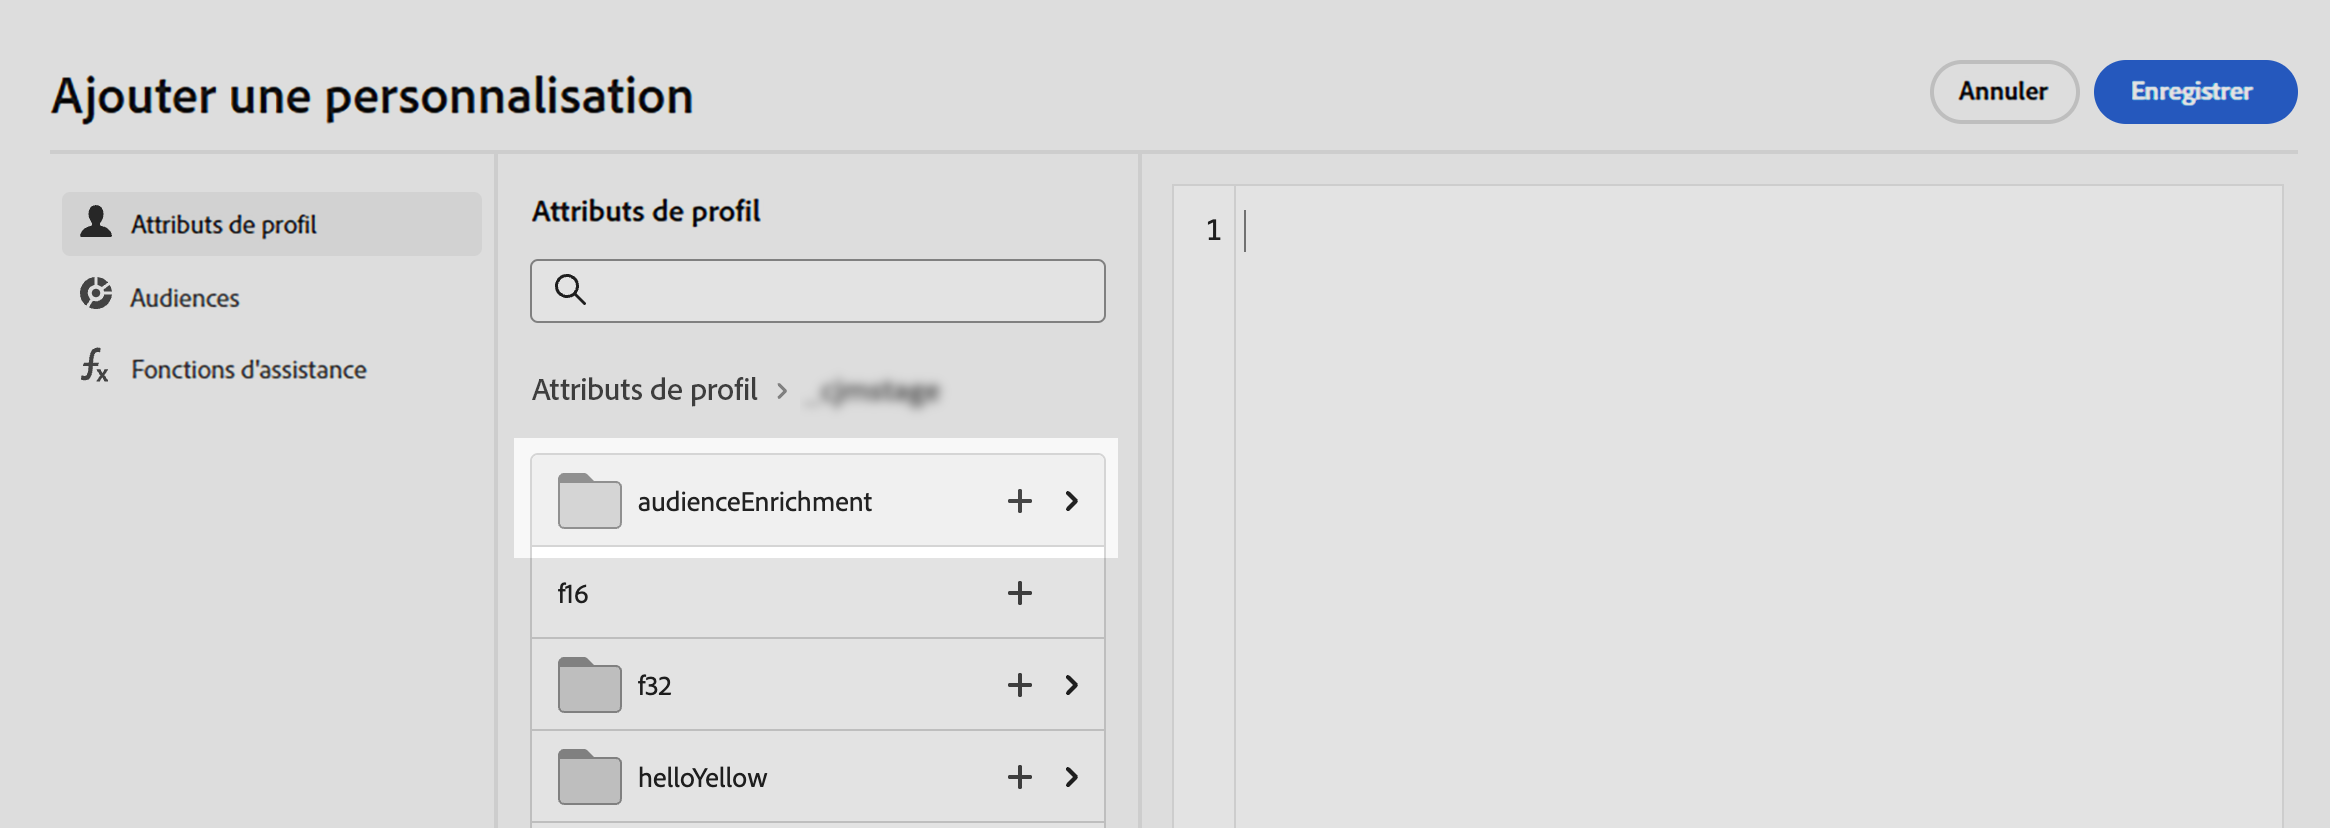 Ajouter une personnalisation
Annuler
Enregistrer
Attributs de profil
Audiences
Fonctions d'assistance
Attributs de profil
Attributs de profil >
audienceEnrichment
f16
f32
helloYellow
1